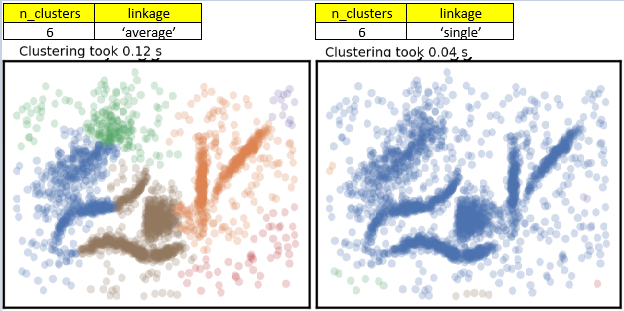 n_clusters linkage
6 ‘average’
Clustering took 0.12 s
n_clusters linkage
6 ‘single’
Clustering took 0.04 s